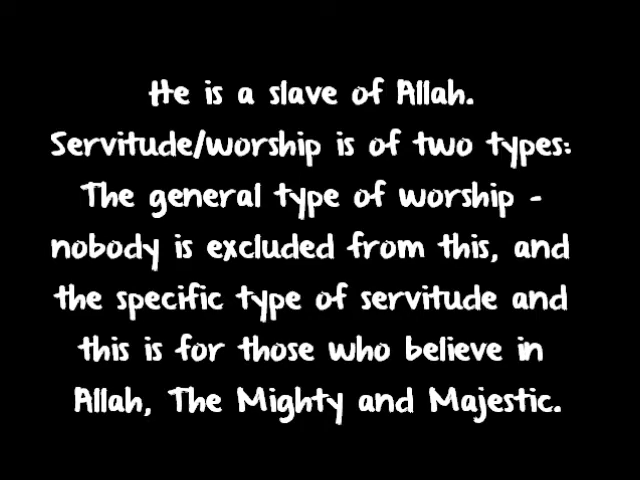 He is a slave of Allah.
Servitude/worship is of two types:
The general type of worship -
nobody is excluded from this, and
the specific type of servitude and
this is for those who believe in
Allah, The Mighty and Majestic.